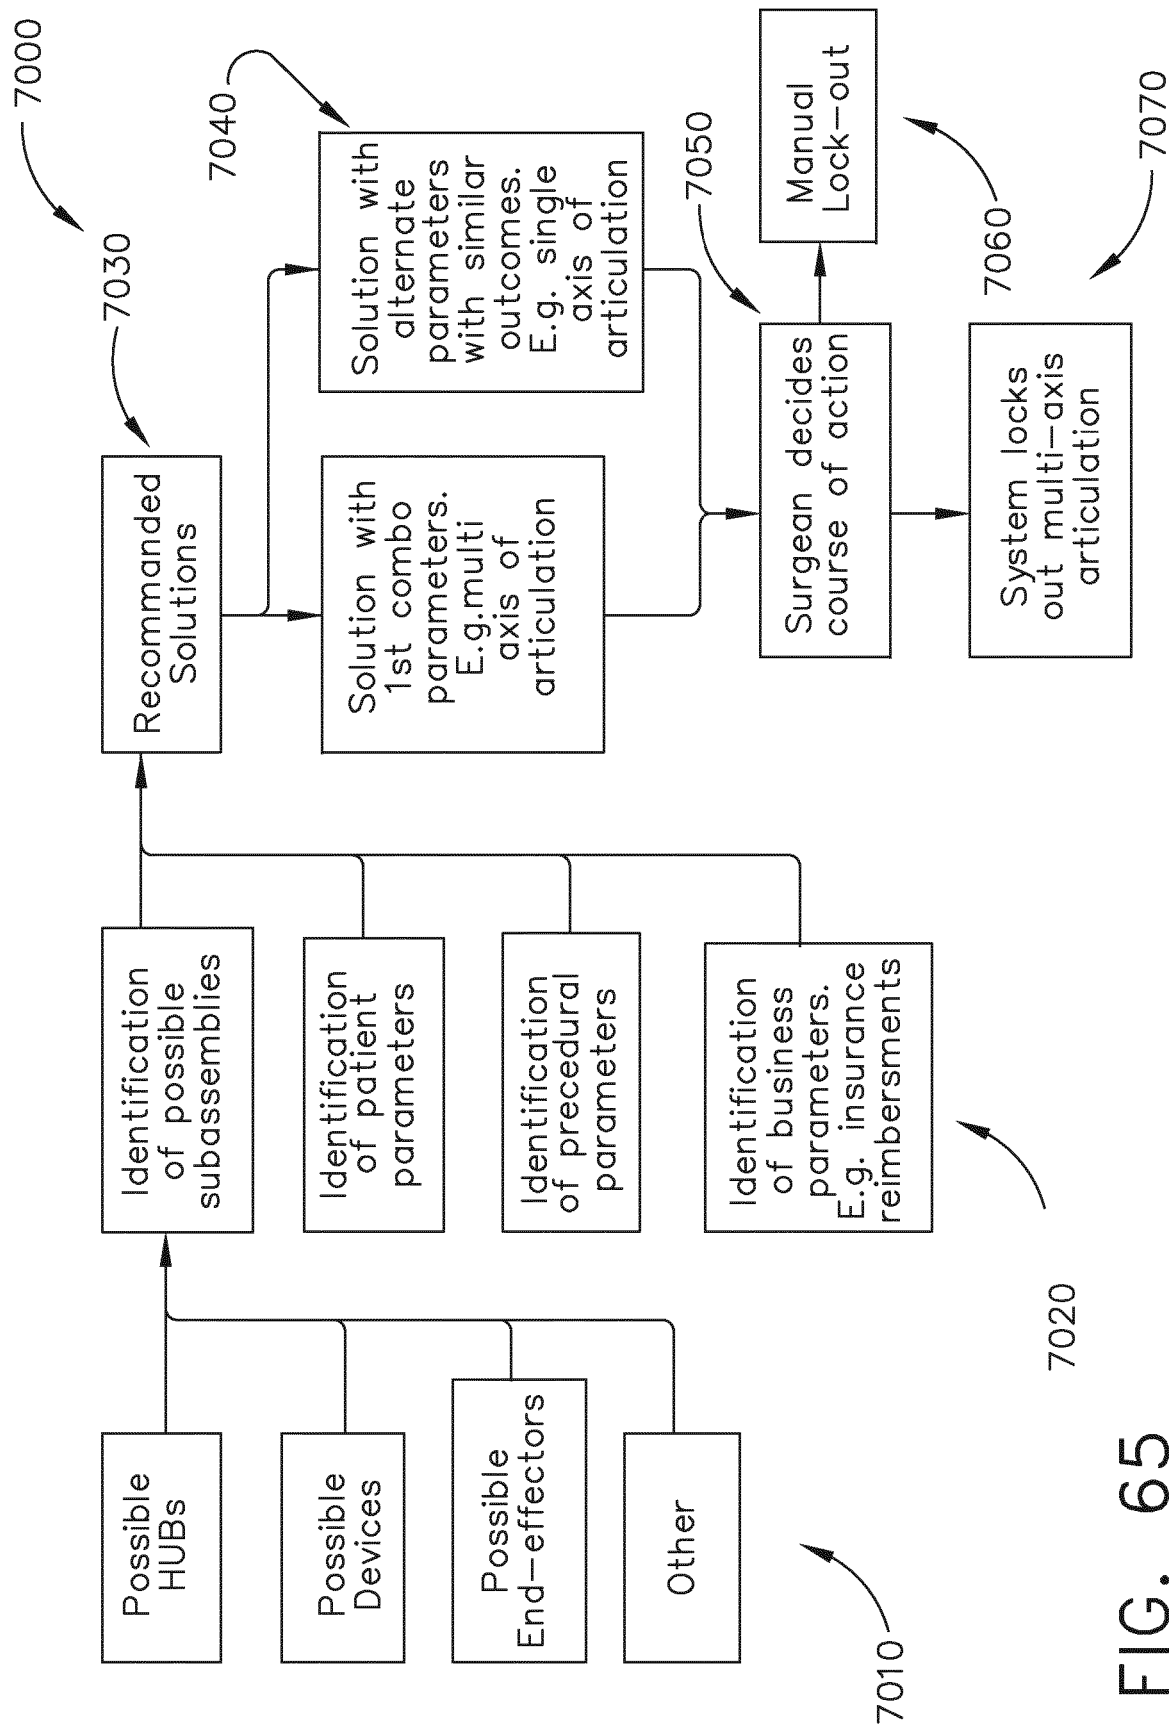 7000
7010
Possible
HUBs
Possible
Devices
Possible
End-effectors
Other
7020
Identification
of possible
subassemblies
Identification
of patient
parameters
Identification
of precedural
parameters
Identification
of business
parameters.
E.g. insurance
reimbersments
7030
Recommanded
Solutions
Solution with
1st combo
parameters.
E.g.multi
axis of
articulation
7040
Solution with
alternate
parameters
with similar
outcomes.
E.g. single
axis of
articulation
7050
Surgean decides
course of action
Manual
Lock-out
7060
System locks
out multi-axis
articulation
7070
FIG. 65